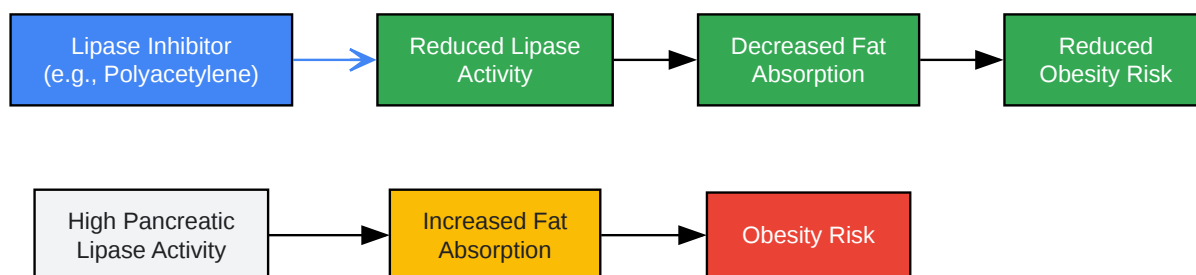 Lipase Inhibitor
(e.g., Polyacetylene)
Reduced Lipase
Activity
Decreased Fat
Absorption
Reduced
Obesity Risk
High Pancreatic
Lipase Activity
Increased Fat
Absorption
Obesity Risk